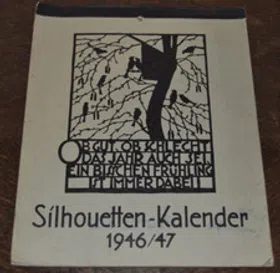 OB GUT, OB SCHLECHT
DAS JAHR AUCH SEI,
EIN BISSCHEN FRÜHLING
IST IMMER DABEI
Silhouetten-Kalender
1946/47